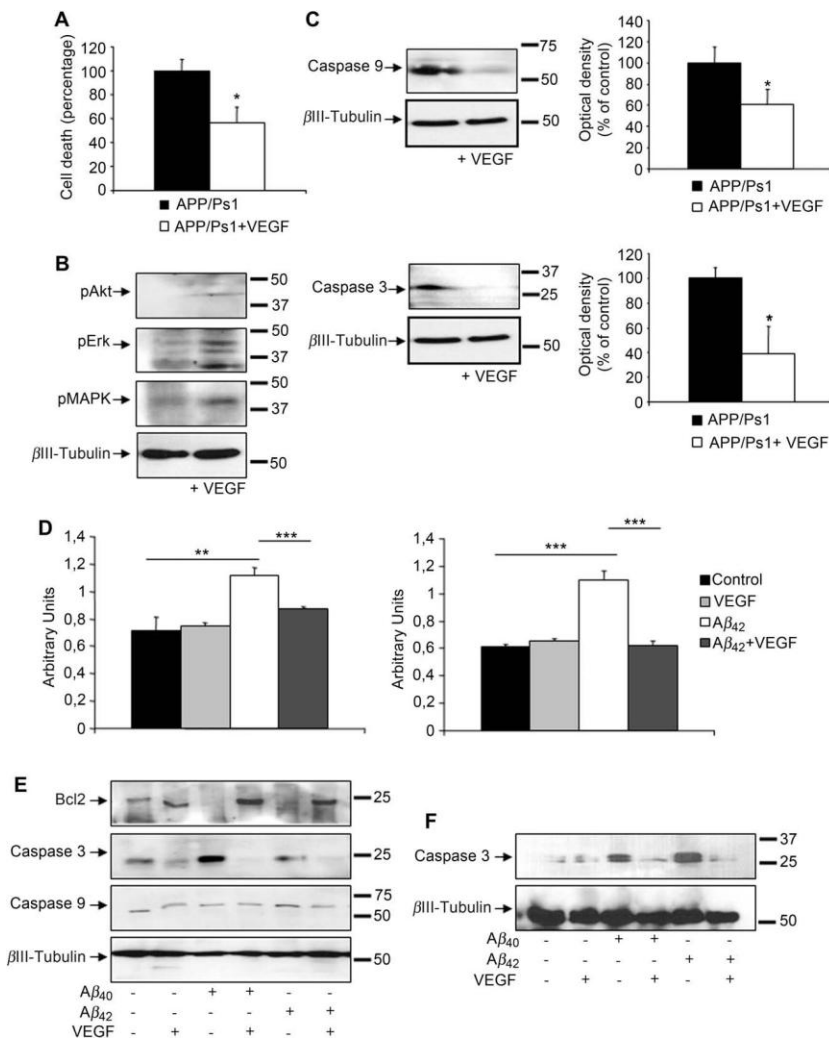 A
Cell death (percentage)
120
100
80
60
40
20
0
*
APP/Ps1
APP/Ps1+VEGF
B
pAkt
50
37
pErk
50
37
pMAPK
50
37
βIII-Tubulin
50
+ VEGF
C
Caspase 9
75
50
βIII-Tubulin
50
+ VEGF
Optical density
(% of control)
140
120
100
80
60
40
20
0
*
APP/Ps1
APP/Ps1+VEGF
Caspase 3
37
25
βIII-Tubulin
50
+ VEGF
Optical density
(% of control)
120
100
80
60
40
20
0
*
APP/Ps1
APP/Ps1+ VEGF
D
Arbitrary Units
1,4
1,2
1
0,8
0,6
0,4
0,2
0
**
***
Arbitrary Units
1,4
1,2
1
0,8
0,6
0,4
0,2
0
***
***
Control
VEGF
Aβ42
Aβ42+VEGF
E
Bcl2
25
Caspase 3
25
Caspase 9
75
50
βIII-Tubulin
50
Aβ40 - - + + - -
Aβ42 - - - - + +
VEGF - + - + - +
F
Caspase 3
37
25
βIII-Tubulin
50
Aβ40 - - + + - -
Aβ42 - - - - + +
VEGF - + - + - +